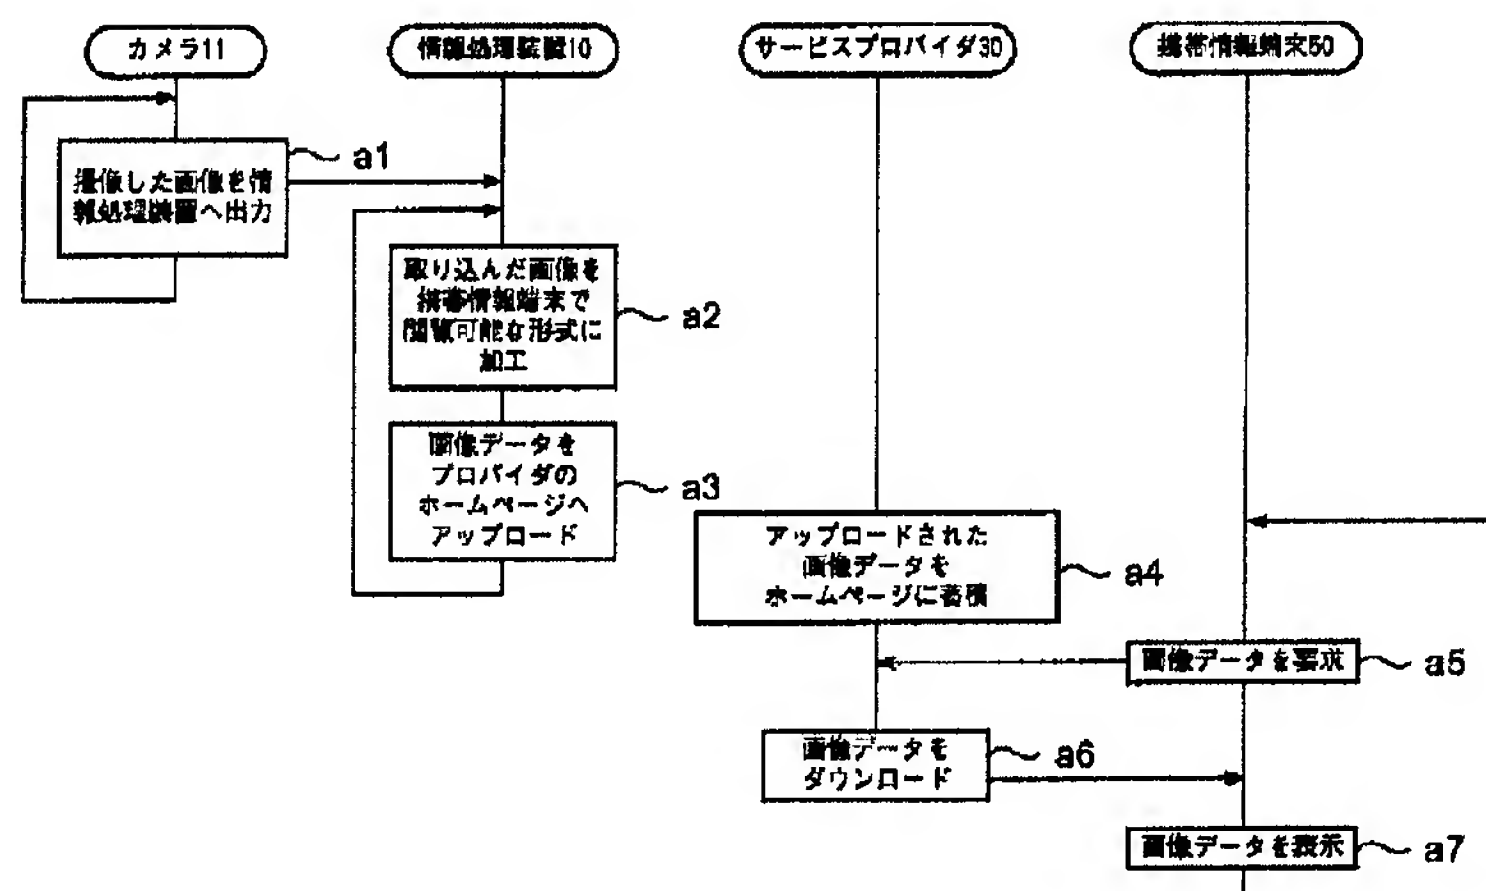 カメラ11
情報処理装置10
サービスプロバイダ30
携帯情報端末50
撮像した画像を情
報処理装置へ出力
a1
取り込んだ画像を
携帯情報端末で
閲覧可能な形式に
加工
a2
画像データを
プロバイダの
ホームページへ
アップロード
a3
アップロードされた
画像データを
ホームページに蓄積
a4
画像データを要求
a5
画像データを
ダウンロード
a6
画像データを表示
a7